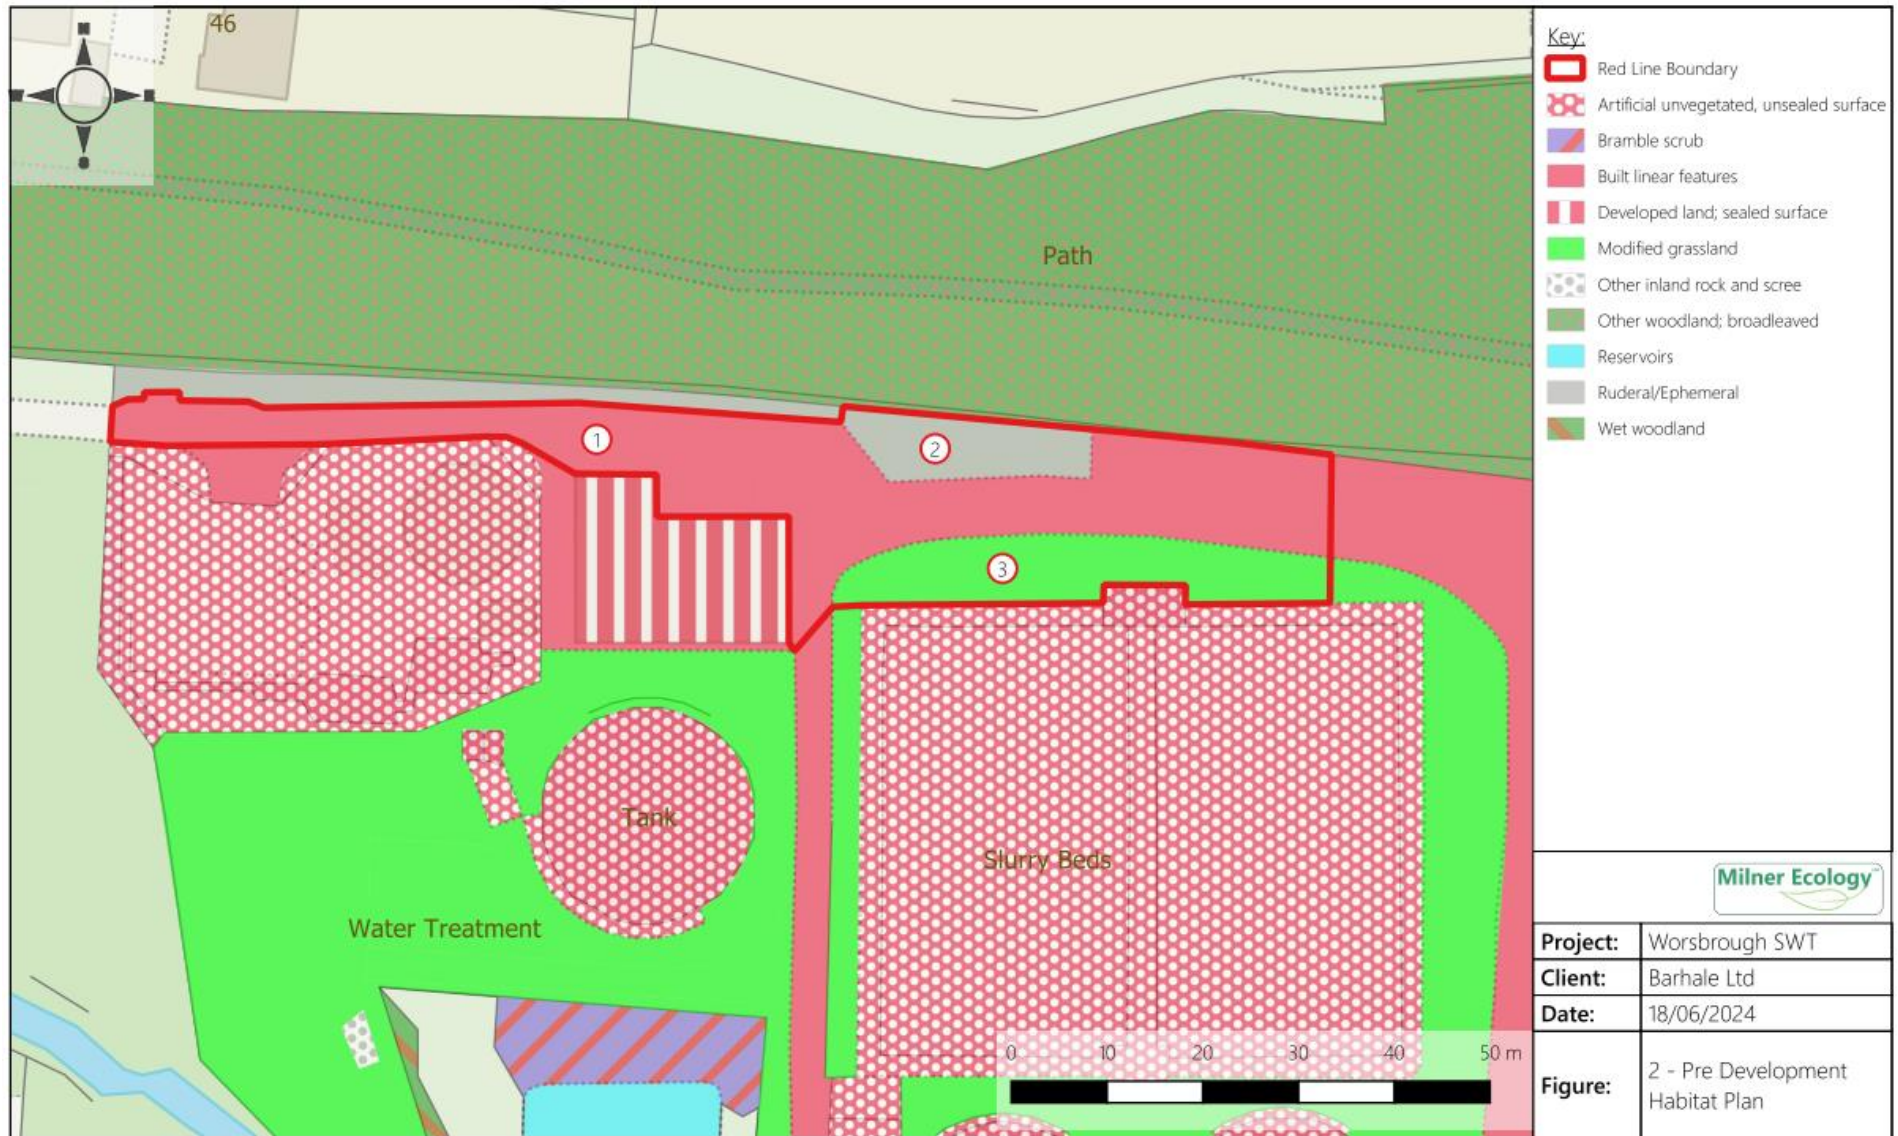 46
Path
1
2
3
Tank
Slurry Beds
Water Treatment
0 10 20 30 40 50 m
Key:
Red Line Boundary
Artificial unvegetated, unsealed surface
Bramble scrub
Built linear features
Developed land; sealed surface
Modified grassland
Other inland rock and scree
Other woodland; broadleaved
Reservoirs
Ruderal/Ephemeral
Wet woodland
Milner Ecology
Project: Worsbrough SWT
Client: Barhale Ltd
Date: 18/06/2024
Figure: 2 - Pre Development
Habitat Plan